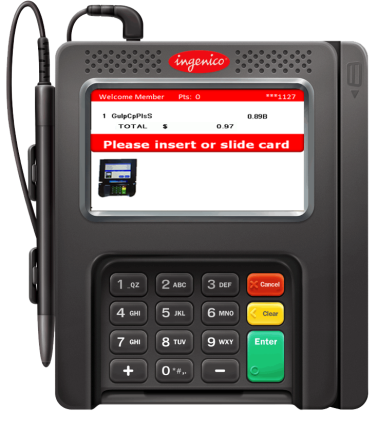 ingenico
Welcome Member Pts: 0 ***1127
1 GulpCpPlsS 0.89B
TOTAL $ 0.97
Please insert or slide card
1 _QZ 2 ABC 3 DEF Cancel
4 GHI 5 JKL 6 MNO Clear
7 GHI 8 TUV 9 WXY Enter
+ 0 *#,. −